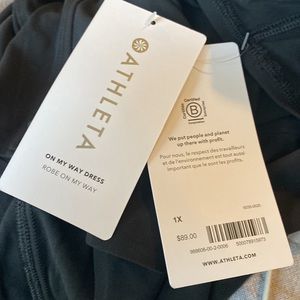 ATHLETA
ON MY WAY DRESS
ROBE ON MY WAY
Certified
B
Corporation
We put people and planet
up there with profit.
Pour nous, le respect des travailleurs
et de l'environnement est tout aussi
important que le sont les profits.
1X
$89.00
WWW.ATHLETA.COM